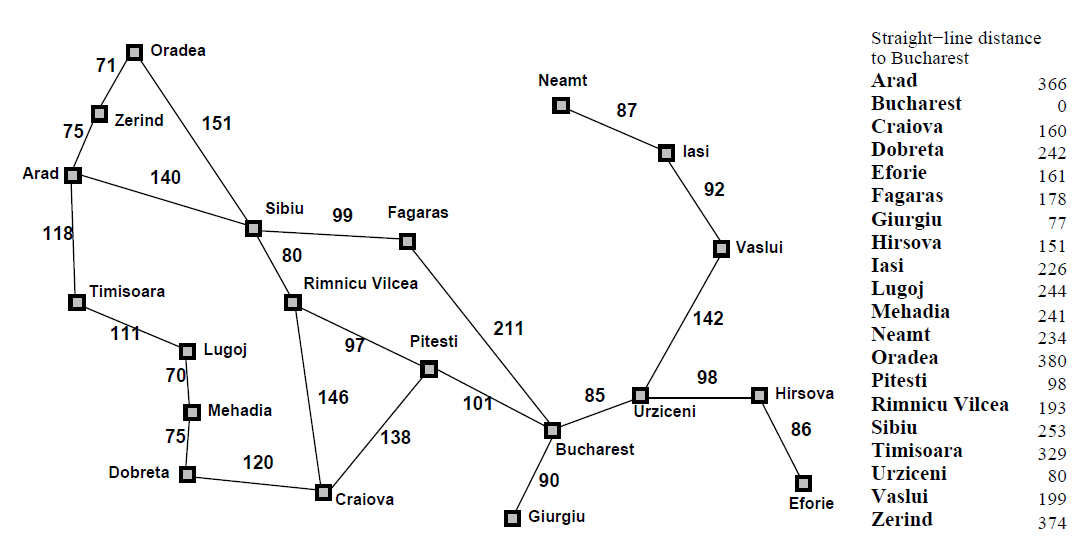 Oradea
71
Neamt
87
Zerind
151
75
Iasi
Arad
140
92
Sibiu
99
Fagaras
118
80
Vaslui
Rimnicu Vilcea
Timisoara
111
211
142
Lugoj
97
Pitesti
70
98
146
101
85
Hirsova
Mehadia
Urziceni
75
138
86
Bucharest
Dobreta
120
90
Craiova
Eforie
Giurgiu
Straight−line distance
to Bucharest
Arad 366
Bucharest 0
Craiova 160
Dobreta 242
Eforie 161
Fagaras 178
Giurgiu 77
Hirsova 151
Iasi 226
Lugoj 244
Mehadia 241
Neamt 234
Oradea 380
Pitesti 98
Rimnicu Vilcea 193
Sibiu 253
Timisoara 329
Urziceni 80
Vaslui 199
Zerind 374